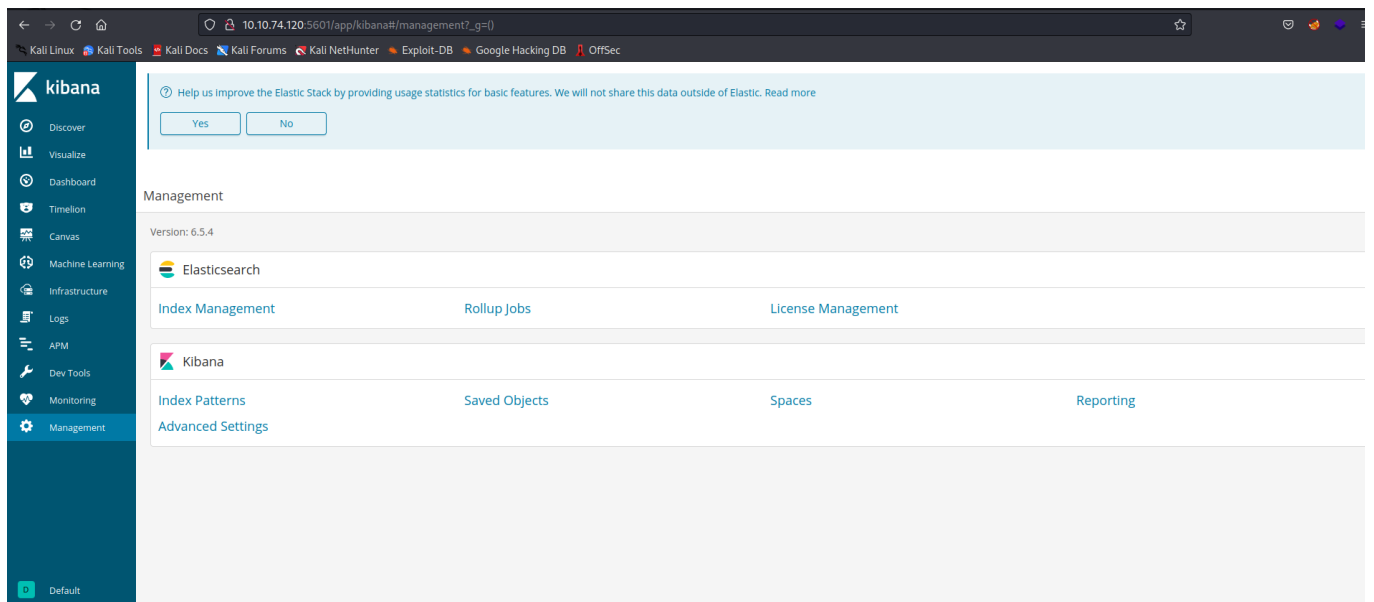 10.10.74.120:5601/app/kibana#/management?_g=()
Kali Linux Kali Tools Kali Docs Kali Forums Kali NetHunter Exploit-DB Google Hacking DB OffSec
kibana
Discover
Visualize
Dashboard
Timelion
Canvas
Machine Learning
Infrastructure
Logs
APM
Dev Tools
Monitoring
Management
D Default
Help us improve the Elastic Stack by providing usage statistics for basic features. We will not share this data outside of Elastic. Read more
Yes No
Management
Version: 6.5.4
Elasticsearch
Index Management Rollup Jobs License Management
Kibana
Index Patterns Saved Objects Spaces Reporting
Advanced Settings